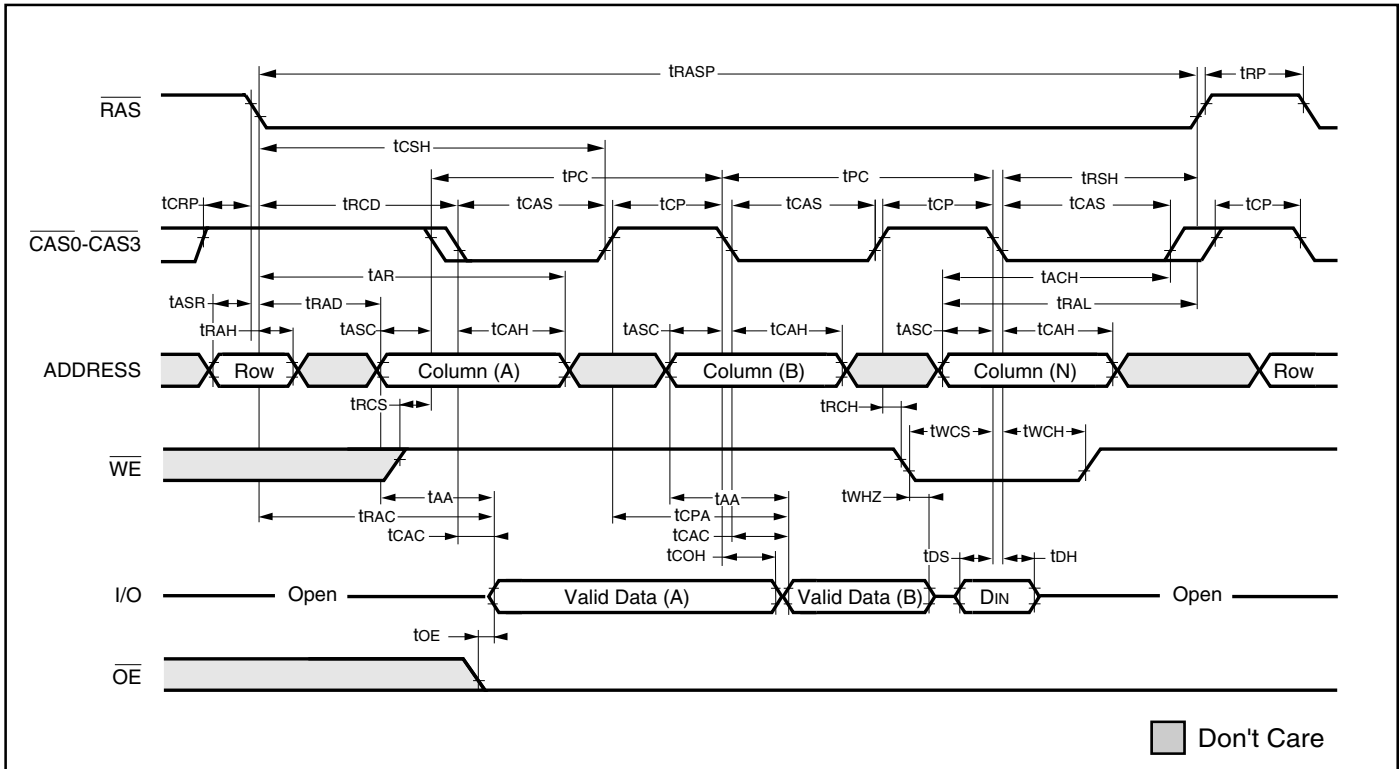 tRASP tRP
RAS
tCSH
tPC tPC tRSH
tCRP tRCD tCAS tCP tCAS tCP tCAS tCP
CAS0-CAS3
tAR tACH
tASR tRAD tRAL
tRAH tASC tCAH tASC tCAH tASC tCAH
ADDRESS Row Column (A) Column (B) Column (N) Row
tRCS tRCH
tWCS tWCH
WE
tAA tAA tWHZ
tRAC tCPA
tCAC tCAC
tCOH tDS tDH
I/O Open Valid Data (A) Valid Data (B) DIN Open
tOE
OE
Don't Care